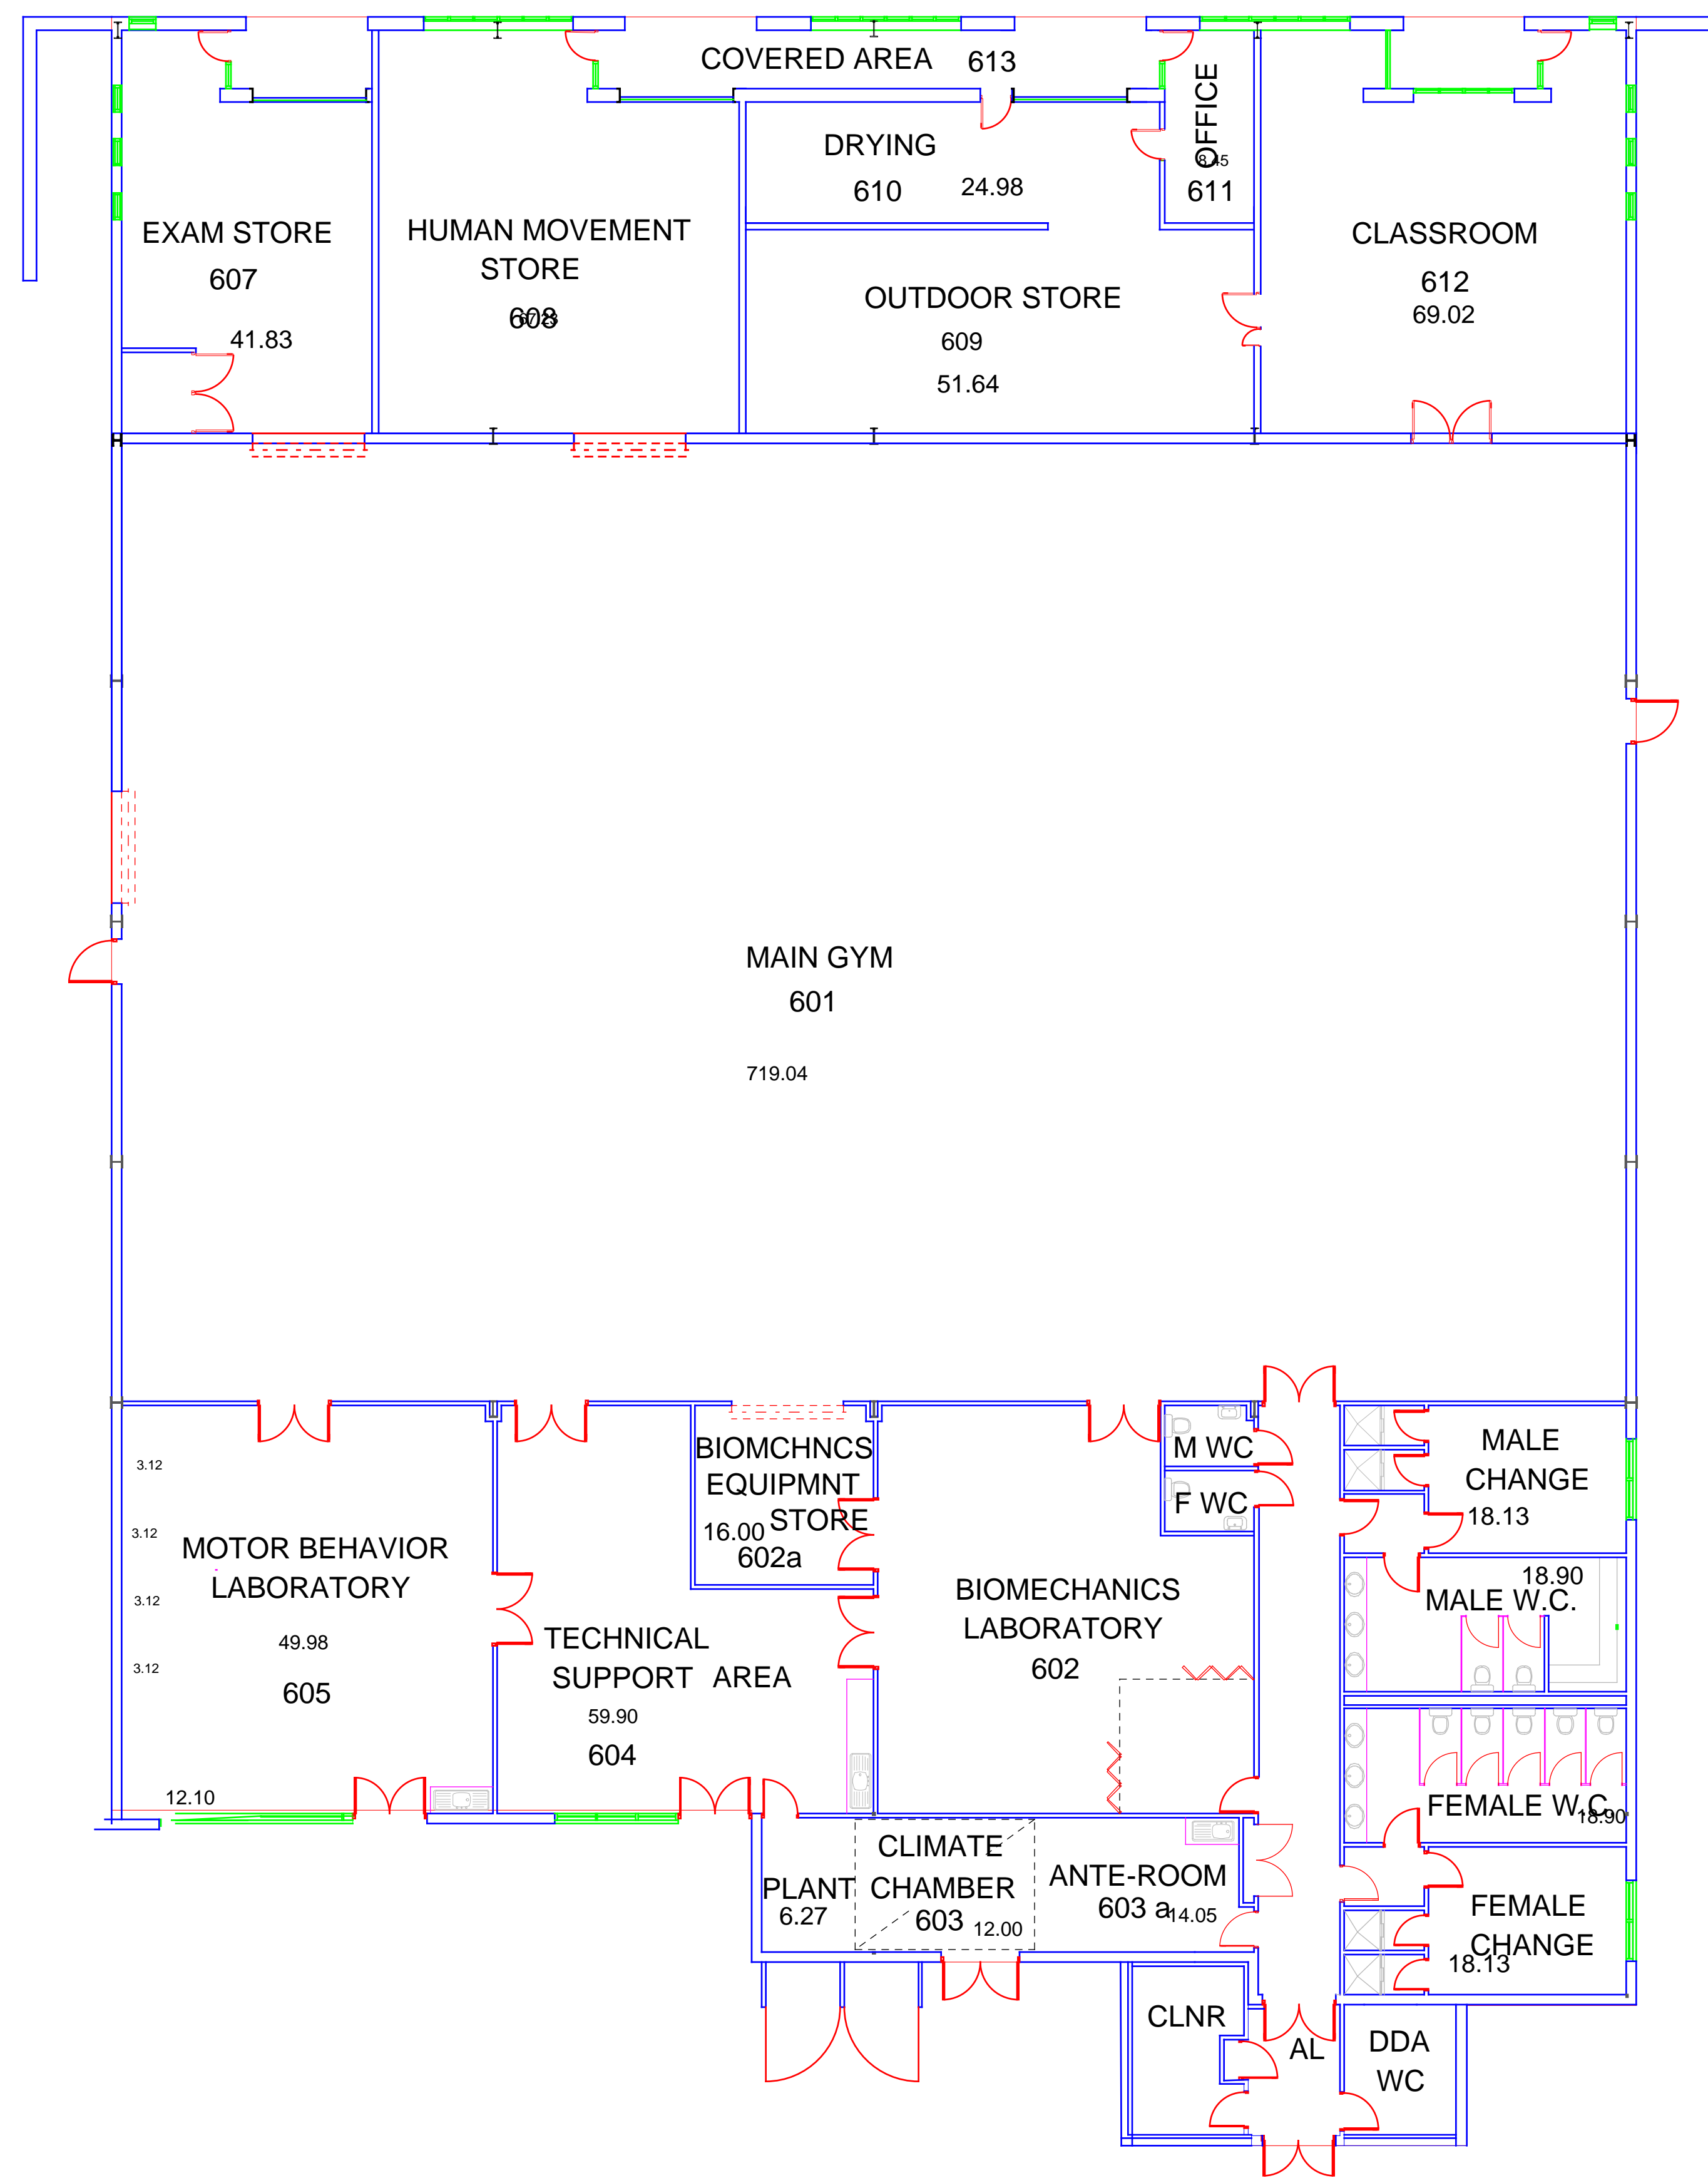 COVERED AREA 613
OFFICE
8.45
611
DRYING
610 24.98
EXAM STORE
607
41.83
HUMAN MOVEMENT
STORE
608
OUTDOOR STORE
609
51.64
CLASSROOM
612
69.02
MAIN GYM
601
719.04
3.12
3.12
3.12
3.12
MOTOR BEHAVIOR
LABORATORY
49.98
605
12.10
BIOMCHNCS
EQUIPMNT
STORE
16.00
602a
TECHNICAL
SUPPORT AREA
59.90
604
BIOMECHANICS
LABORATORY
602
M WC
F WC
MALE
CHANGE
18.13
18.90
MALE W.C.
FEMALE W.C.
18.90
FEMALE
CHANGE
18.13
PLANT
6.27
CLIMATE
CHAMBER
603 12.00
ANTE-ROOM
603 a
14.05
CLNR
AL
DDA
WC